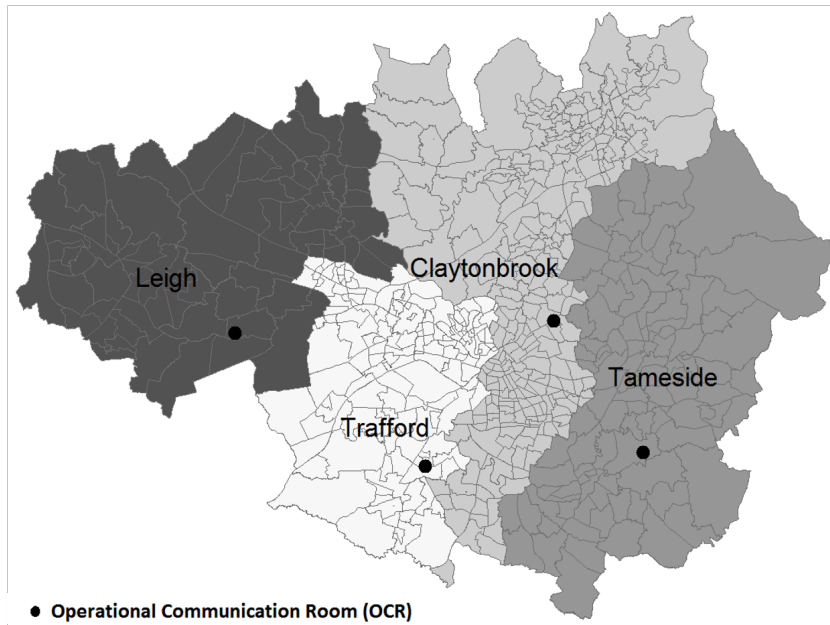 Claytonbrook
Leigh
Tameside
Trafford
Operational Communication Room (OCR)